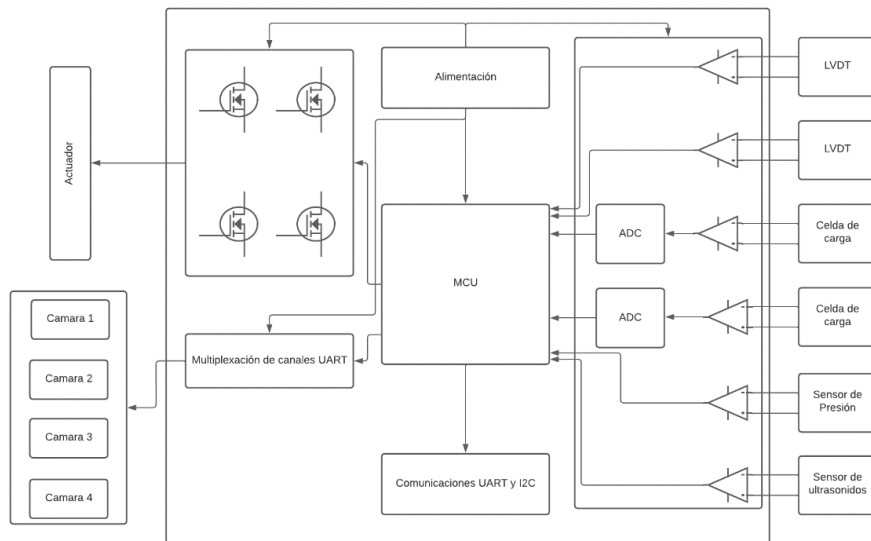 Alimentación
LVDT
Actuador
LVDT
MCU
ADC
Celda de
carga
ADC
Celda de
carga
Camara 1
Multiplexación de canales UART
Camara 2
Camara 3
Camara 4
Sensor de
Presión
Comunicaciones UART y I2C
Sensor de
ultrasonidos